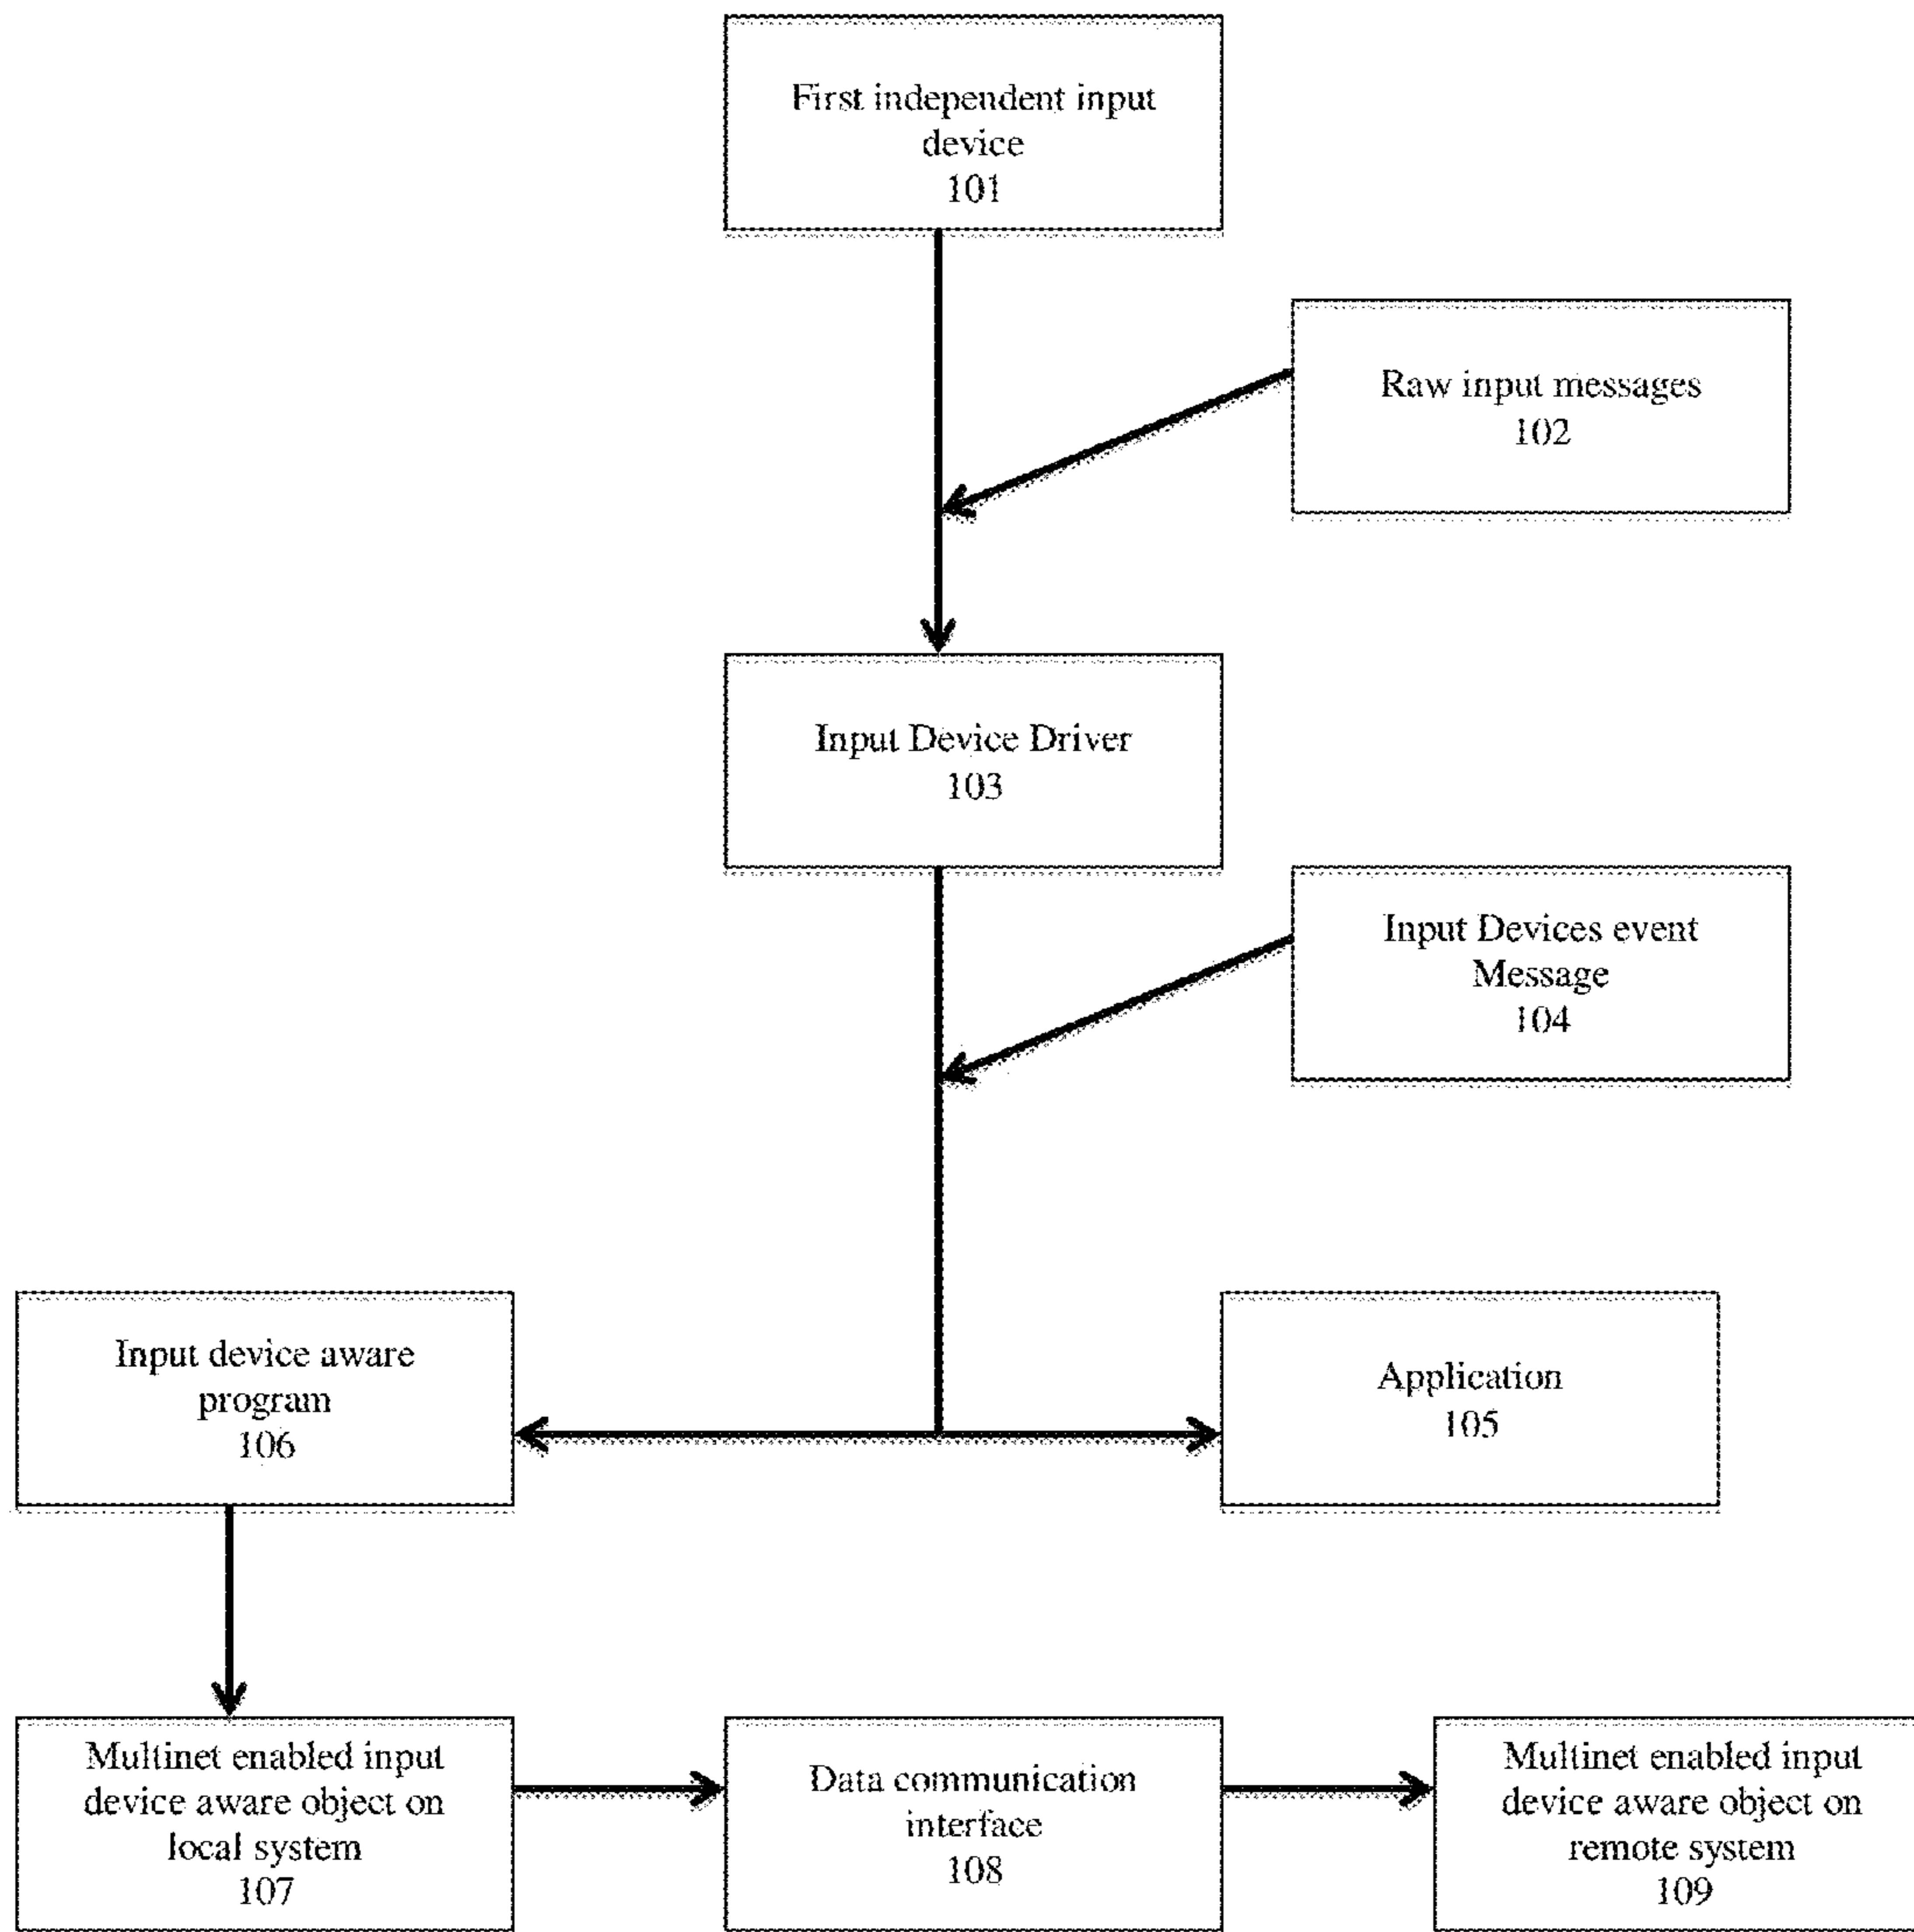 First independent input
device
101
Raw input messages
102
Input Device Driver
103
Input Devices event
Message
104
Input device aware
program
106
Application
105
Multinet enabled input
device aware object on
local system
107
Data communication
interface
108
Multinet enabled input
device aware object on
remote system
109